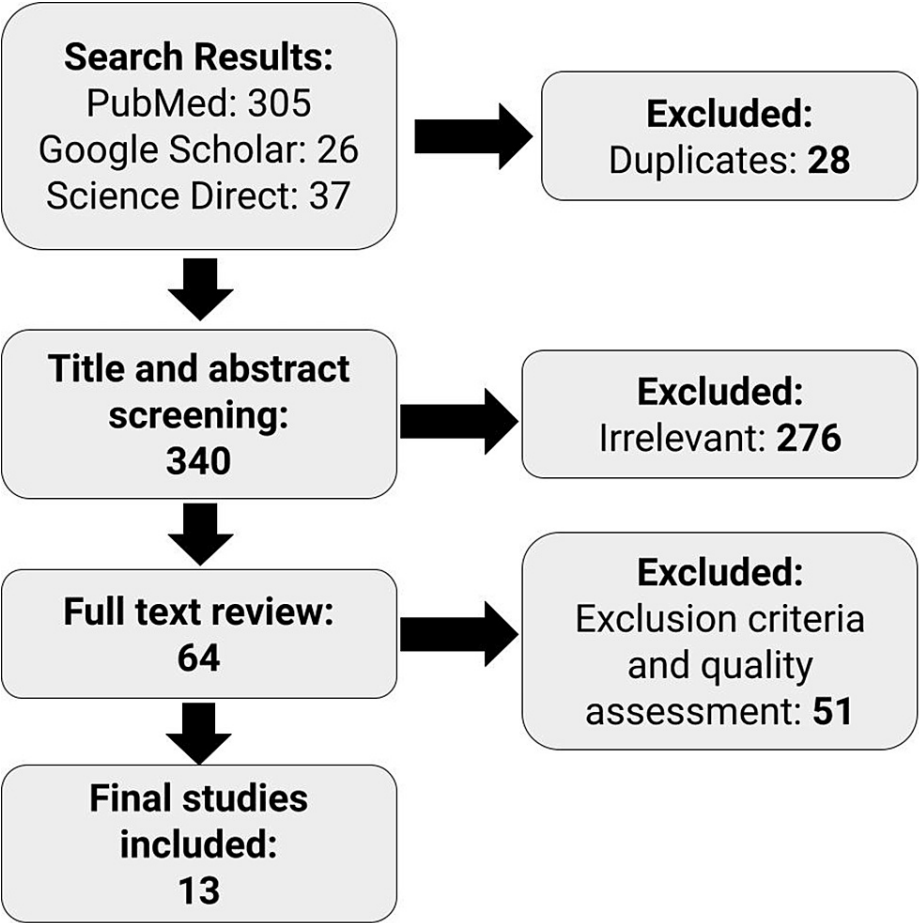 Search Results:
PubMed: 305
Google Scholar: 26
Science Direct: 37
Excluded:
Duplicates: 28
Title and abstract
screening:
340
Excluded:
Irrelevant: 276
Full text review:
64
Excluded:
Exclusion criteria
and quality
assessment: 51
Final studies
included:
13